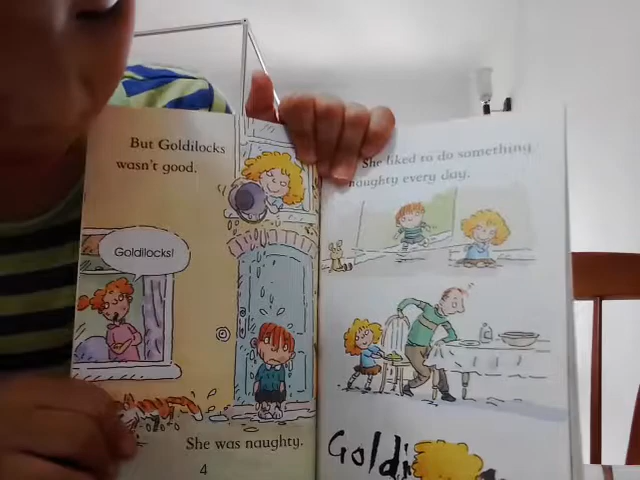 But Goldilocks
wasn't good.
Goldilocks!
She was naughty.
4
She liked to do something
naughty every day.
Goldi